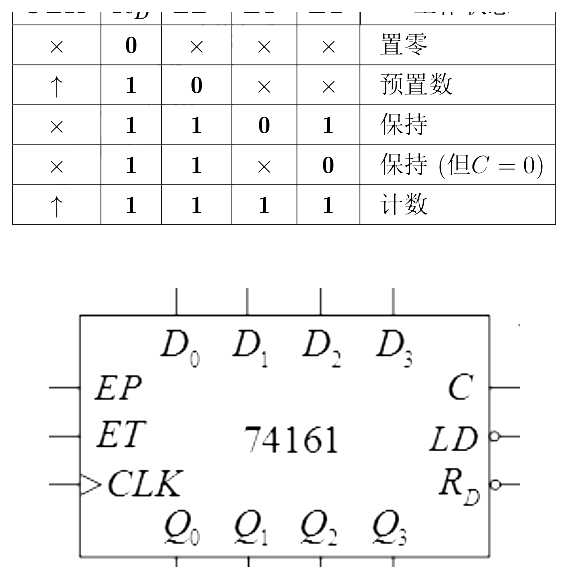 × 0 × × × 置零
↑ 1 0 × × 预置数
× 1 1 0 1 保持
× 1 1 × 0 保持 (但C = 0)
↑ 1 1 1 1 计数
D₀ D₁ D₂ D₃
EP C
ET 74161 LD
CLK R_D
Q₀ Q₁ Q₂ Q₃